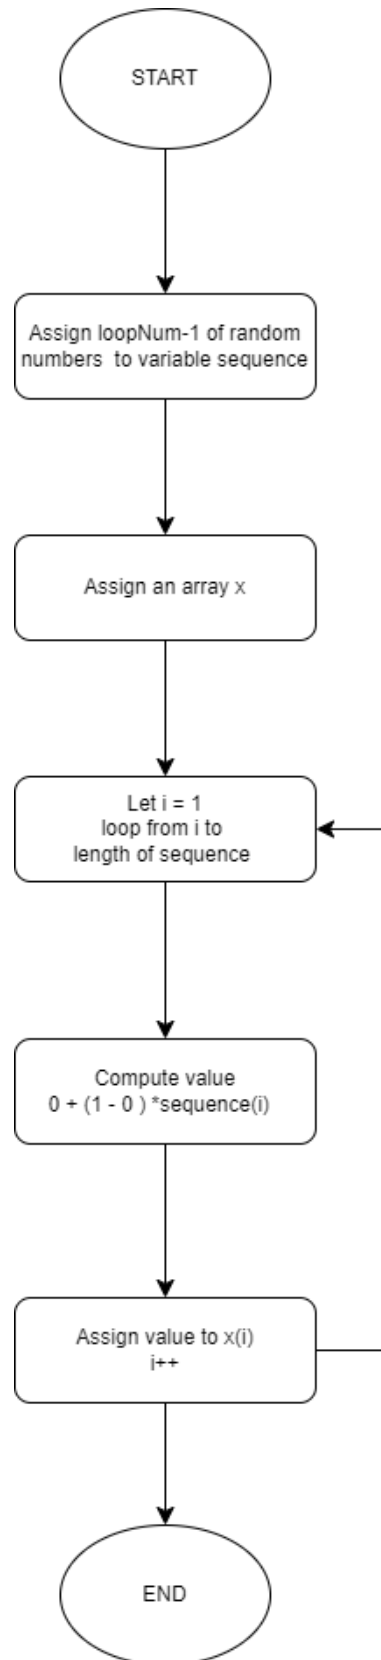 START
Assign loopNum-1 of random
numbers  to variable sequence
Assign an array x
Let i = 1
loop from i to
length of sequence
Compute value
0 + (1 - 0 ) *sequence(i)
Assign value to x(i)
i++
END